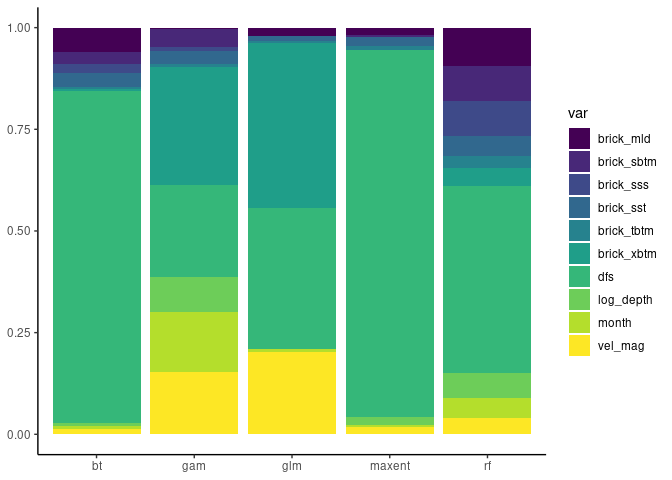 1.00
0.75
0.50
0.25
0.00
bt gam glm maxent rf
var
brick_mld
brick_sbtm
brick_sss
brick_sst
brick_tbtm
brick_xbtm
dfs
log_depth
month
vel_mag